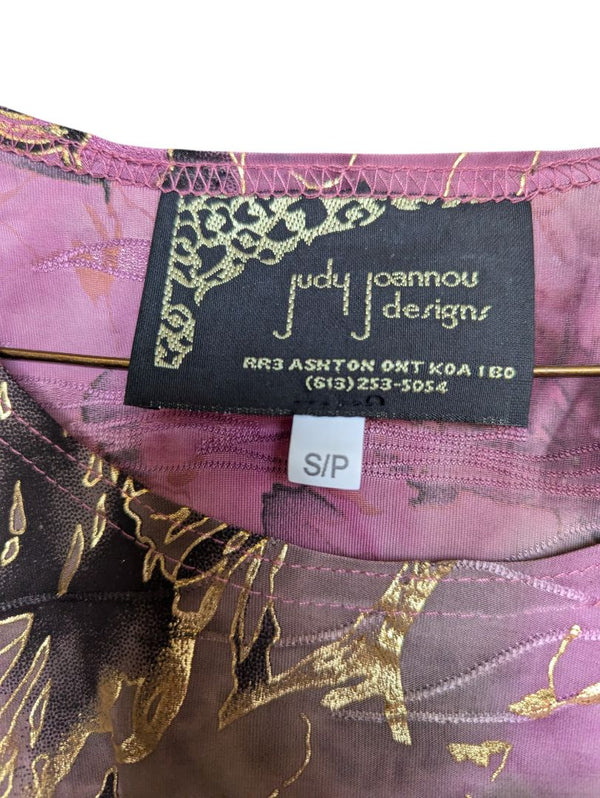 judy joannou
designs
RR3 ASHTON ONT K0A 1B0
(613) 253-5054
S/P